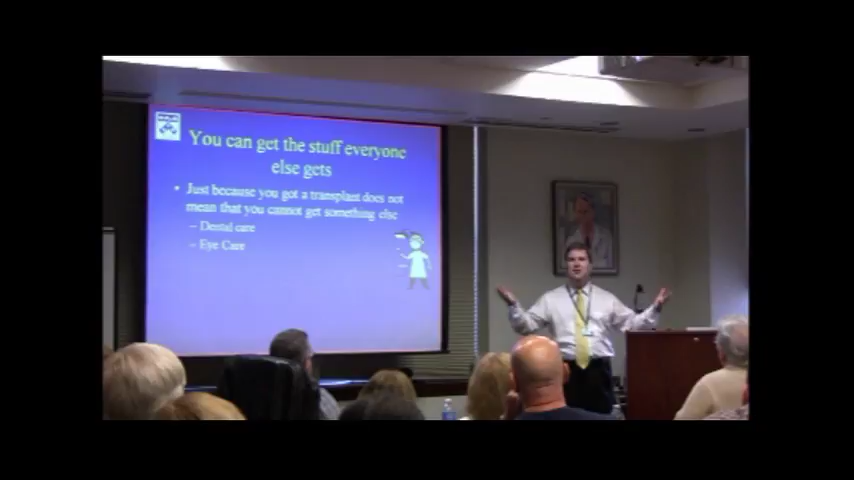 You can get the stuff everyone
else gets
• Just because you got a transplant does not
mean that you cannot get something else
– Dental care
– Eye Care